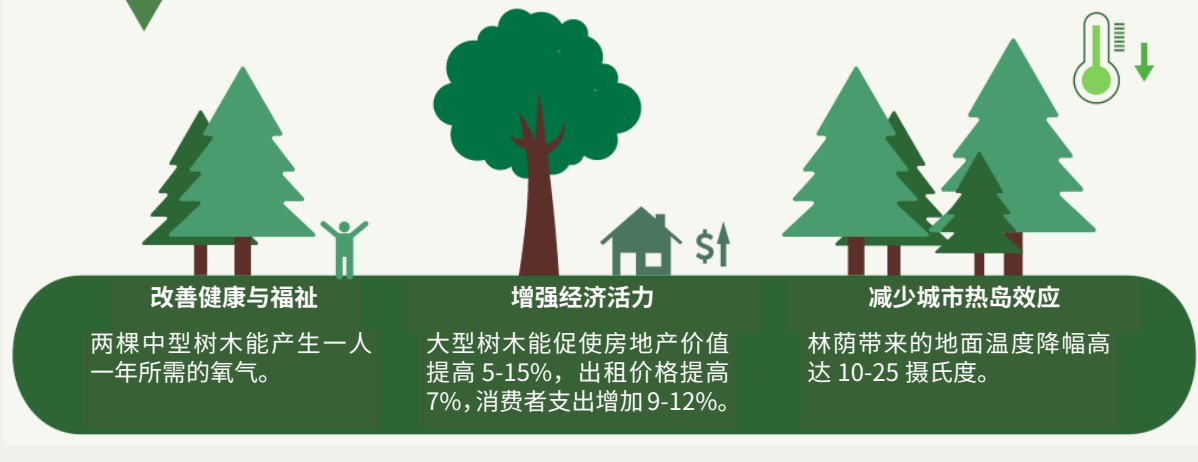 $
改善健康与福祉
两棵中型树木能产生一人
一年所需的氧气。
增强经济活力
大型树木能促使房地产价值
提高 5-15%，出租价格提高
7%，消费者支出增加 9-12%。
减少城市热岛效应
林荫带来的地面温度降幅高
达 10-25 摄氏度。